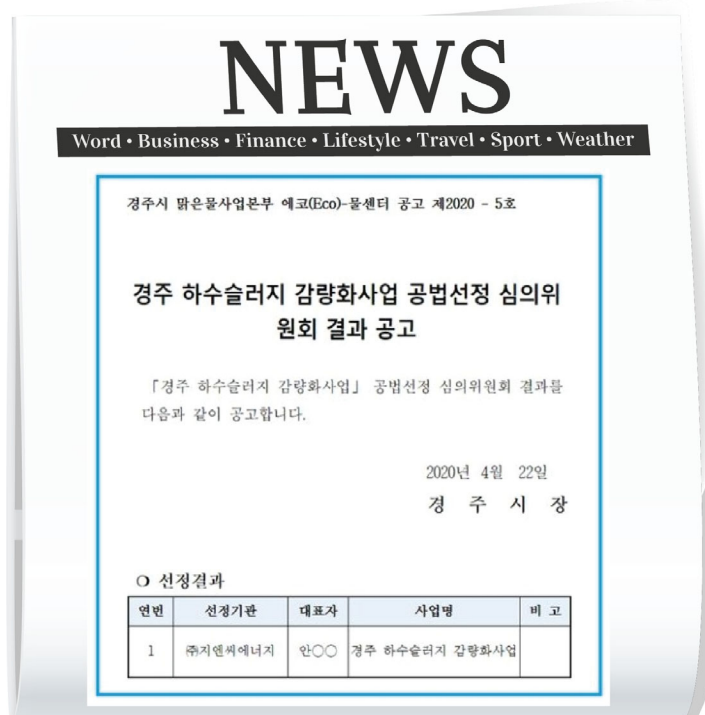 NEWS
Word • Business • Finance • Lifestyle • Travel • Sport • Weather
경주시 맑은물사업본부 에코(Eco)-물센터 공고 제2020 - 5호
경주 하수슬러지 감량화사업 공법선정 심의위
원회 결과 공고
「경주 하수슬러지 감량화사업」 공법선정 심의위원회 결과를
다음과 같이 공고합니다.
2020년 4월 22일
경 주 시 장
○ 선정결과
연번 선정기관 대표자 사업명 비 고
1 ㈜지엔씨에너지 안○○ 경주 하수슬러지 감량화사업